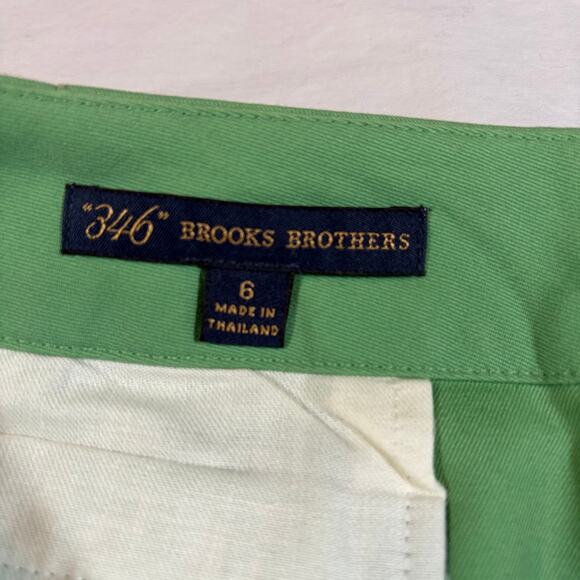 "346" BROOKS BROTHERS
6
MADE IN
THAILAND